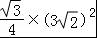 √3/4 × (3√2)²